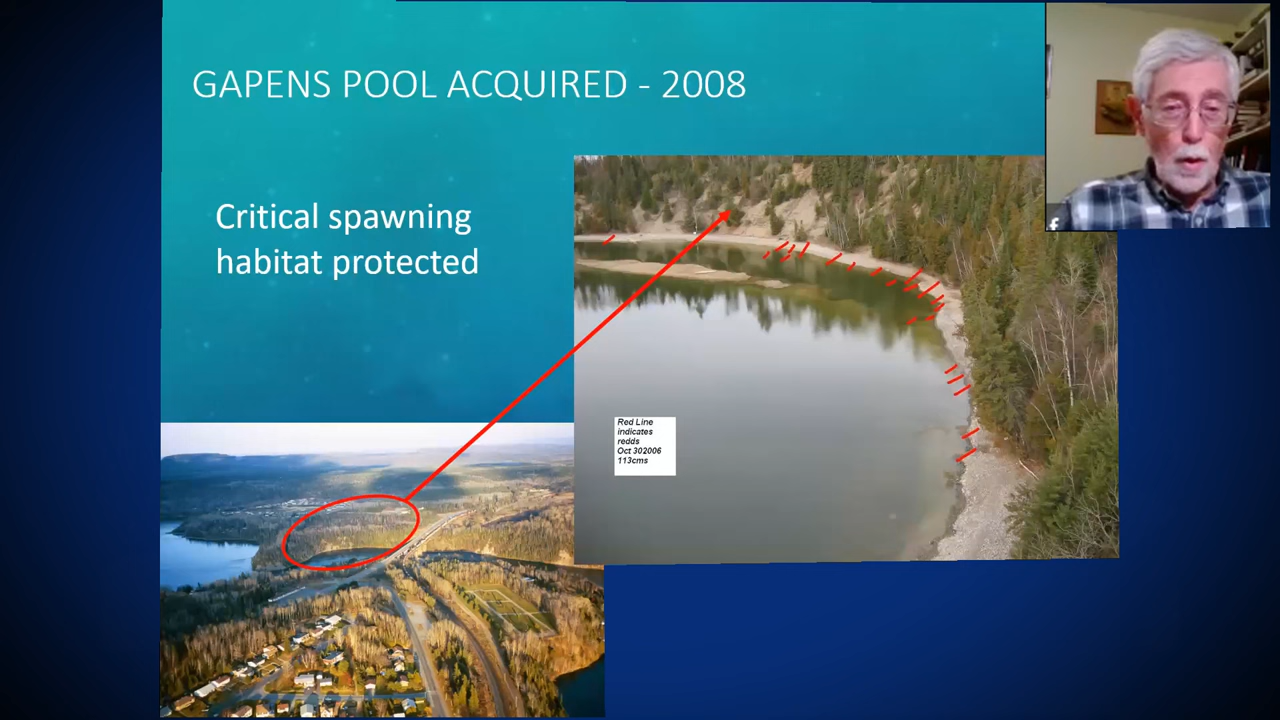 GAPENS POOL ACQUIRED - 2008
Critical spawning
habitat protected
Red Line
indicates
redds
Oct 302006
113cms
f